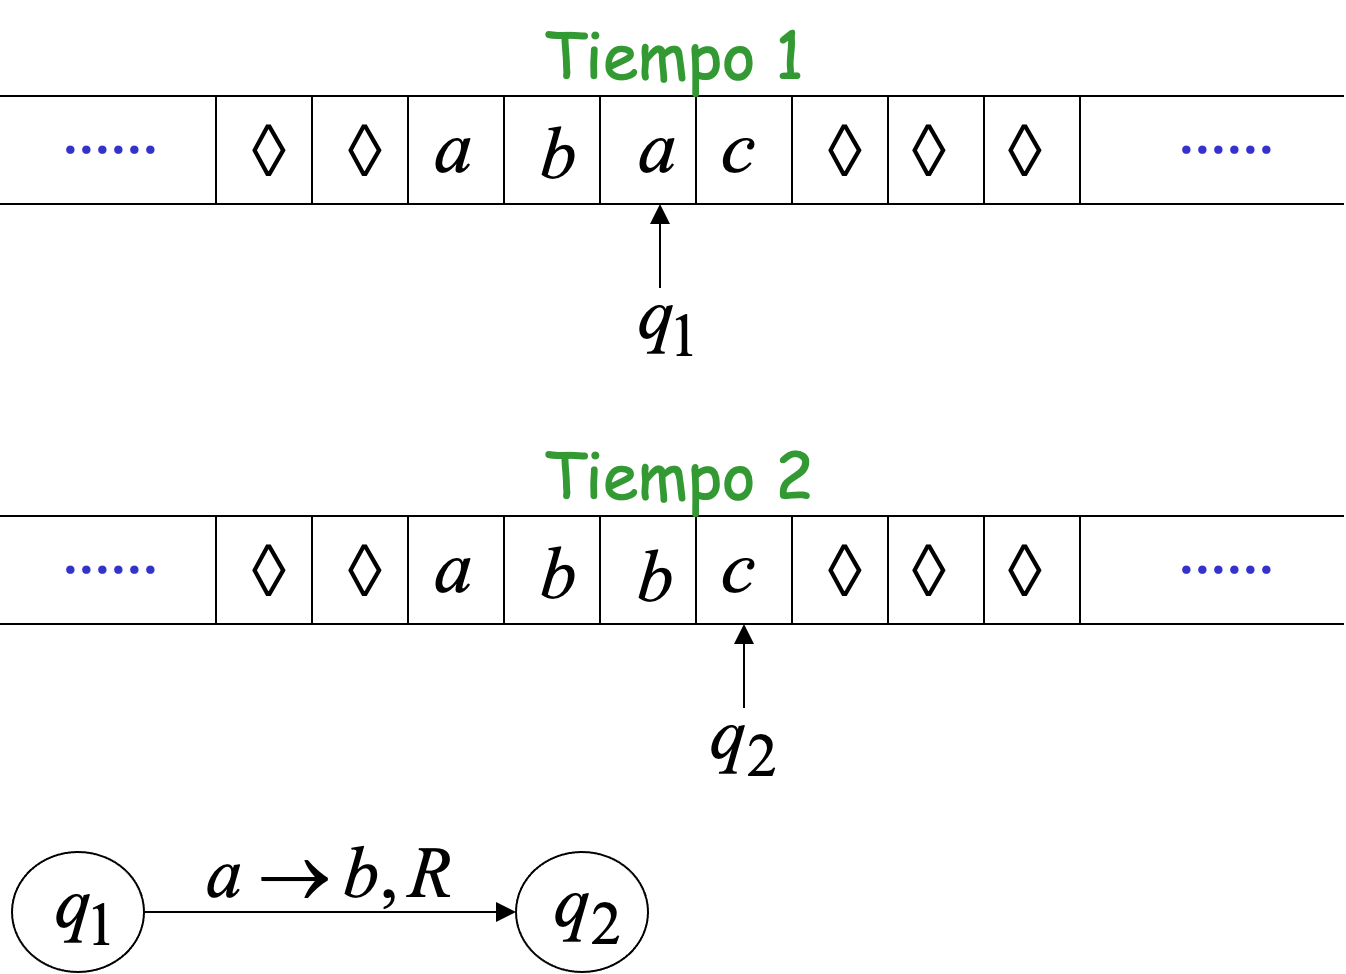 Tiempo 1
...... ◊ ◊ a b a c ◊ ◊ ◊ ......
q₁
Tiempo 2
...... ◊ ◊ a b b c ◊ ◊ ◊ ......
q₂
q₁ a → b, R q₂